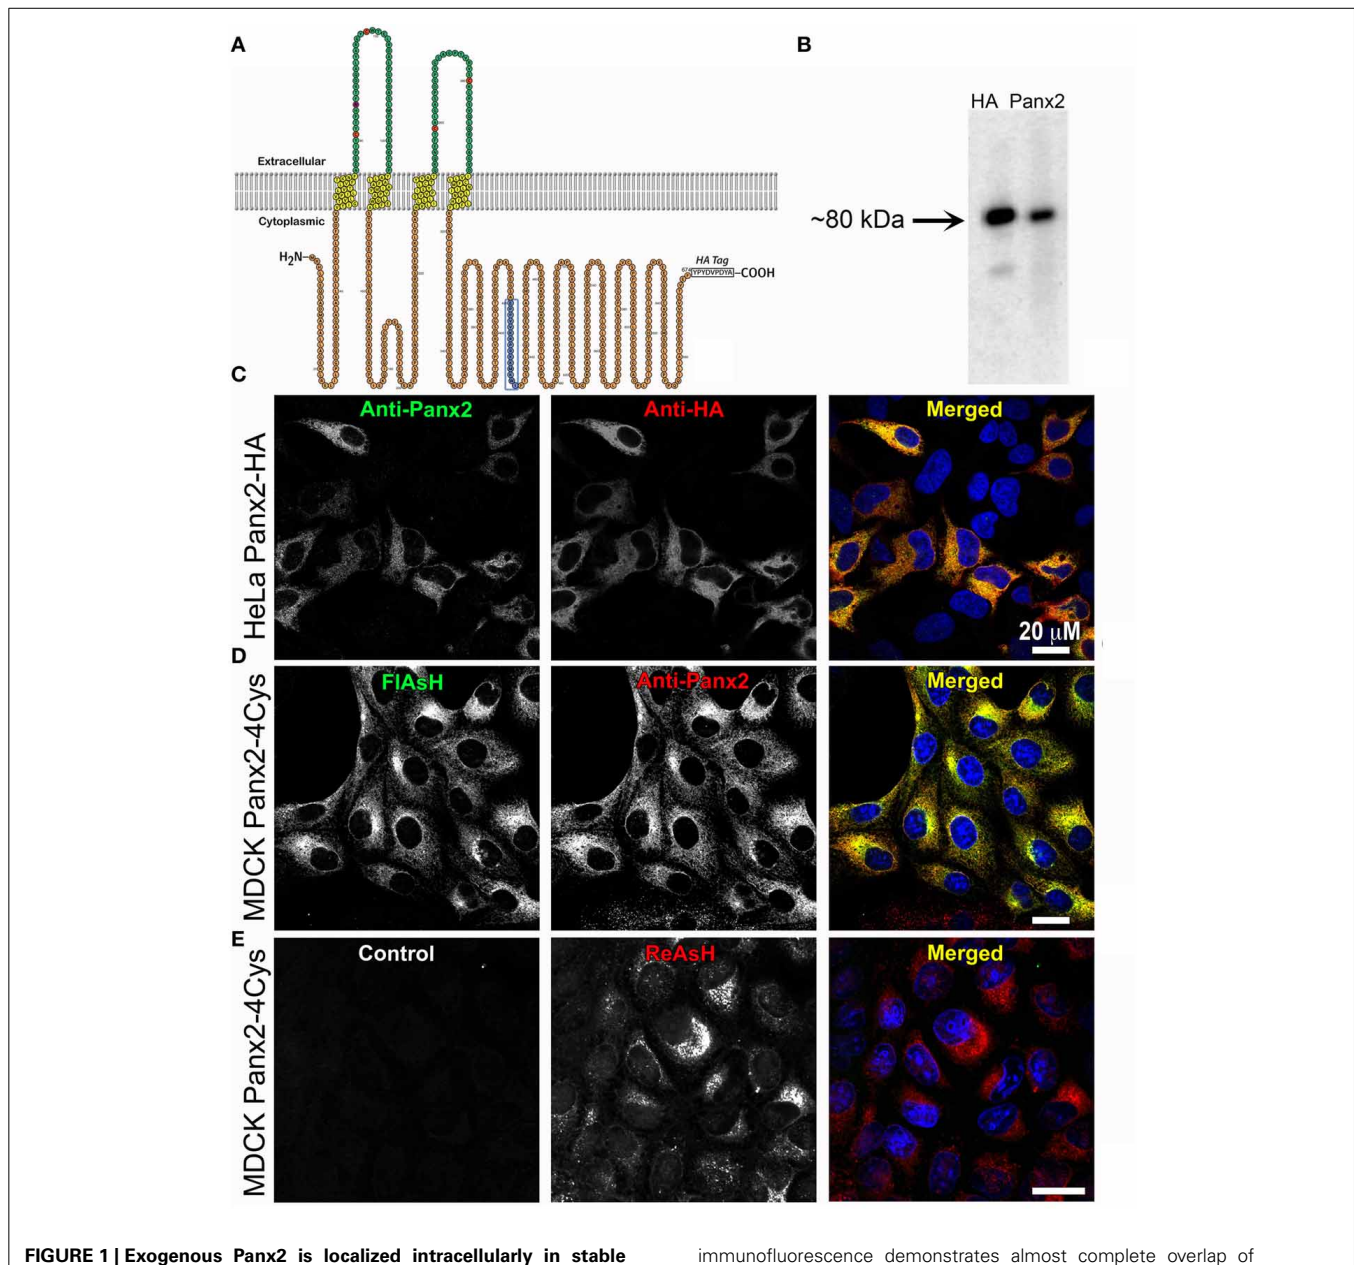 A
B
HA Panx2
Extracellular
Cytoplasmic
~80 kDa
H₂N
HA Tag
YPYDVPDYA
COOH
C
Anti-Panx2
Anti-HA
Merged
HeLa Panx2-HA
20 μM
D
FlAsH
Anti-Panx2
Merged
MDCK Panx2-4Cys
E
Control
ReAsH
Merged
MDCK Panx2-4Cys
FIGURE 1 | Exogenous Panx2 is localized intracellularly in stable
immunofluorescence demonstrates almost complete overlap of